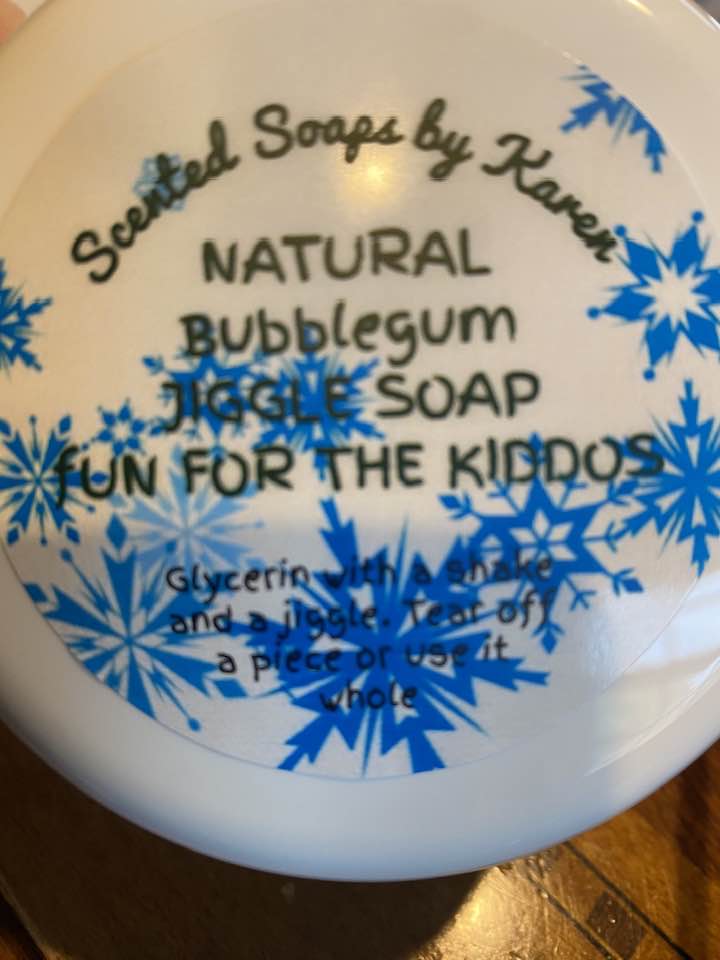 Scented Soaps by Karen
NATURAL
Bubblegum
JIGGLE SOAP
fUN FOR THE KIDDOS
Glycerin with a shake
and a jiggle. Tear off
a piece or use it
whole